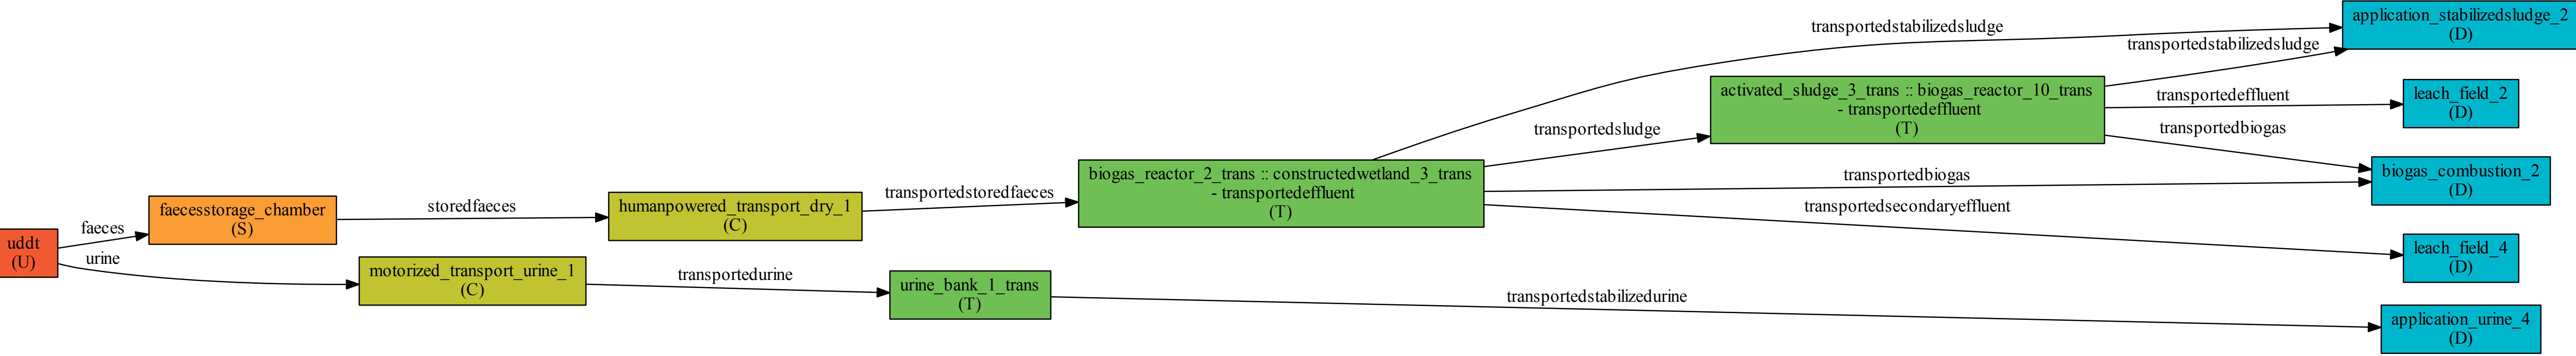 uddt
(U)
faeces
urine
faecesstorage_chamber
(S)
storedfaeces
motorized_transport_urine_1
(C)
humanpowered_transport_dry_1
(C)
transportedurine
transportedstoredfaeces
urine_bank_1_trans
(T)
biogas_reactor_2_trans :: constructedwetland_3_trans
- transportedeffluent
(T)
transportedstabilizedsludge
transportedsludge
transportedbiogas
transportedsecondaryeffluent
transportedstabilizedurine
activated_sludge_3_trans :: biogas_reactor_10_trans
- transportedeffluent
(T)
transportedstabilizedsludge
transportedeffluent
transportedbiogas
application_stabilizedsludge_2
(D)
leach_field_2
(D)
biogas_combustion_2
(D)
leach_field_4
(D)
application_urine_4
(D)